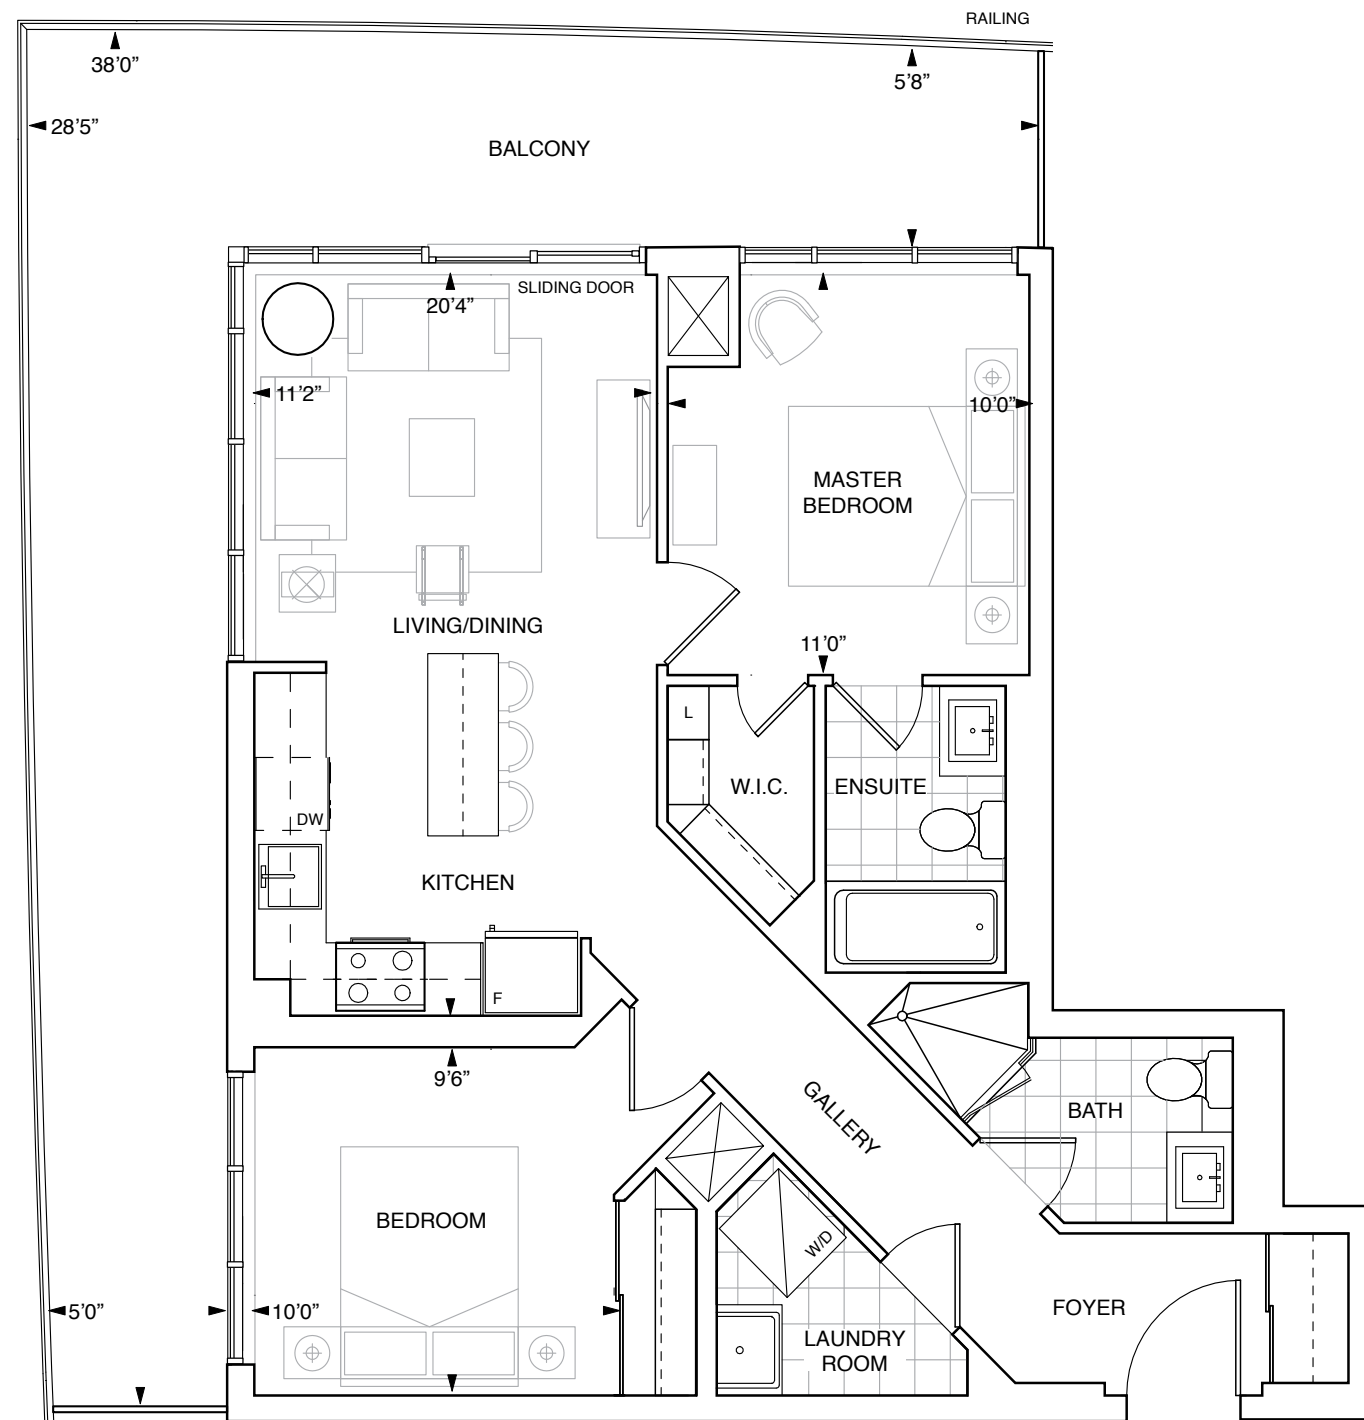 RAILING
38’0”
5’8”
28’5”
BALCONY
SLIDING DOOR
20’4”
11’2”
10’0”
MASTER
BEDROOM
LIVING/DINING
11’0”
L
W.I.C.
ENSUITE
DW
KITCHEN
F
9’6”
GALLERY
BATH
BEDROOM
W/D
5’0”
10’0”
FOYER
LAUNDRY
ROOM